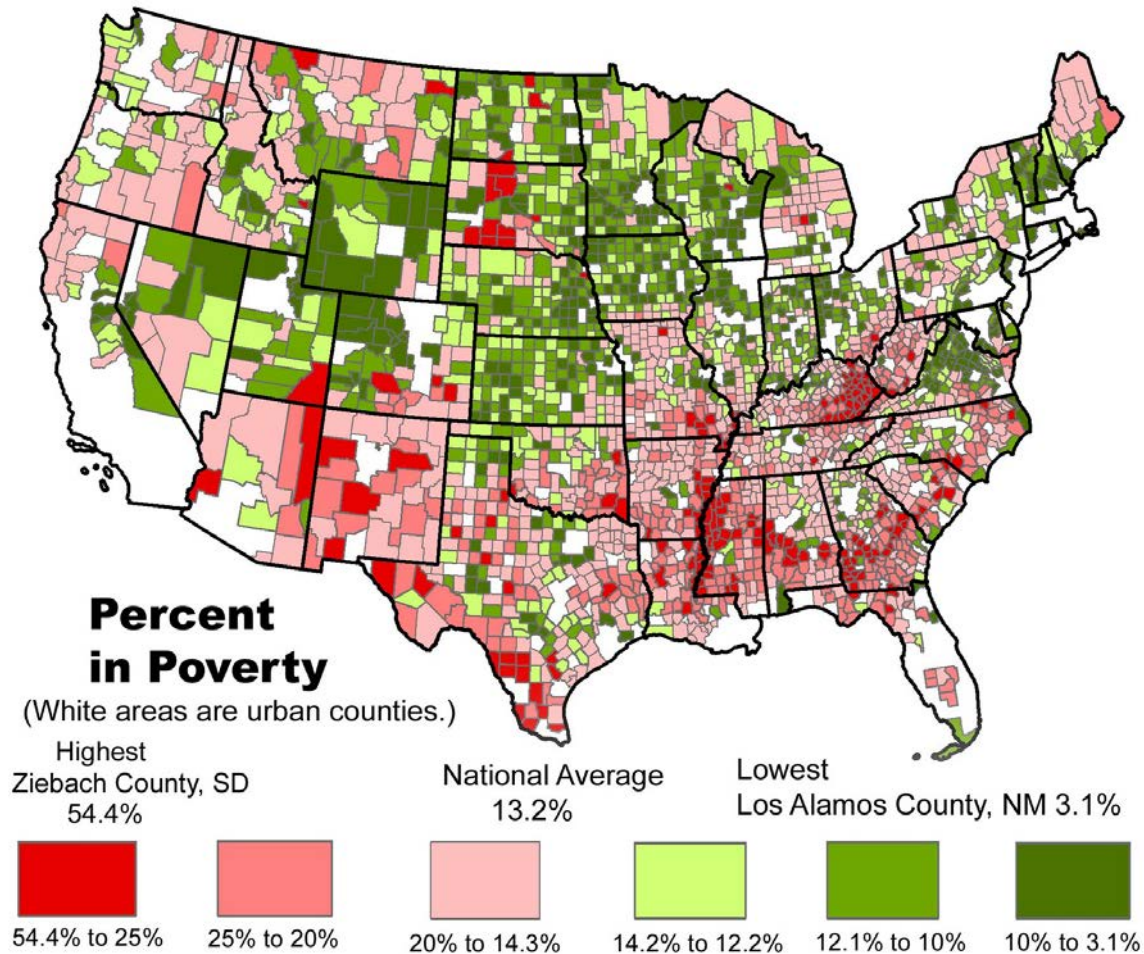 Percent
in Poverty
(White areas are urban counties.)
Highest
Ziebach County, SD
54.4%
National Average
13.2%
Lowest
Los Alamos County, NM 3.1%
54.4% to 25%
25% to 20%
20% to 14.3%
14.2% to 12.2%
12.1% to 10%
10% to 3.1%